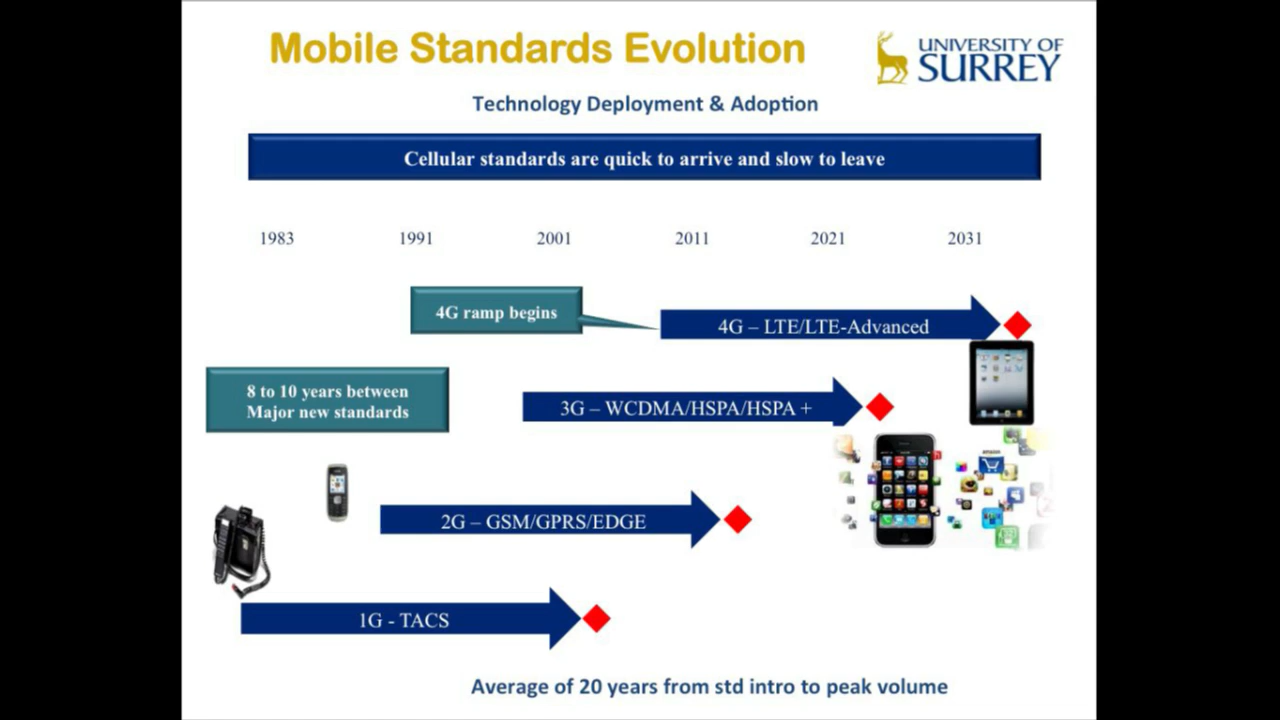 Mobile Standards Evolution
UNIVERSITY OF
SURREY
Technology Deployment & Adoption
Cellular standards are quick to arrive and slow to leave
1983 1991 2001 2011 2021 2031
4G ramp begins
4G – LTE/LTE-Advanced
8 to 10 years between
Major new standards
3G – WCDMA/HSPA/HSPA +
amazon
2G – GSM/GPRS/EDGE
1G - TACS
Average of 20 years from std intro to peak volume